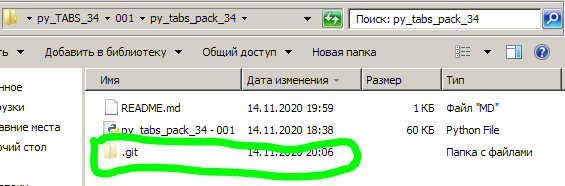 py_TABS_34 ▸ 001 ▸ py_tabs_pack_34 ▸
Поиск: py_tabs_pack_34
ть Добавить в библиотеку Общий доступ Новая папка
Имя Дата изменения Размер Тип
нное
README.md 14.11.2020 19:59 1 КБ Файл "MD"
рузки
py_tabs_pack_34 - 001 14.11.2020 18:38 60 КБ Python File
авние места
.git 14.11.2020 20:06 Папка с файлами
очий стол